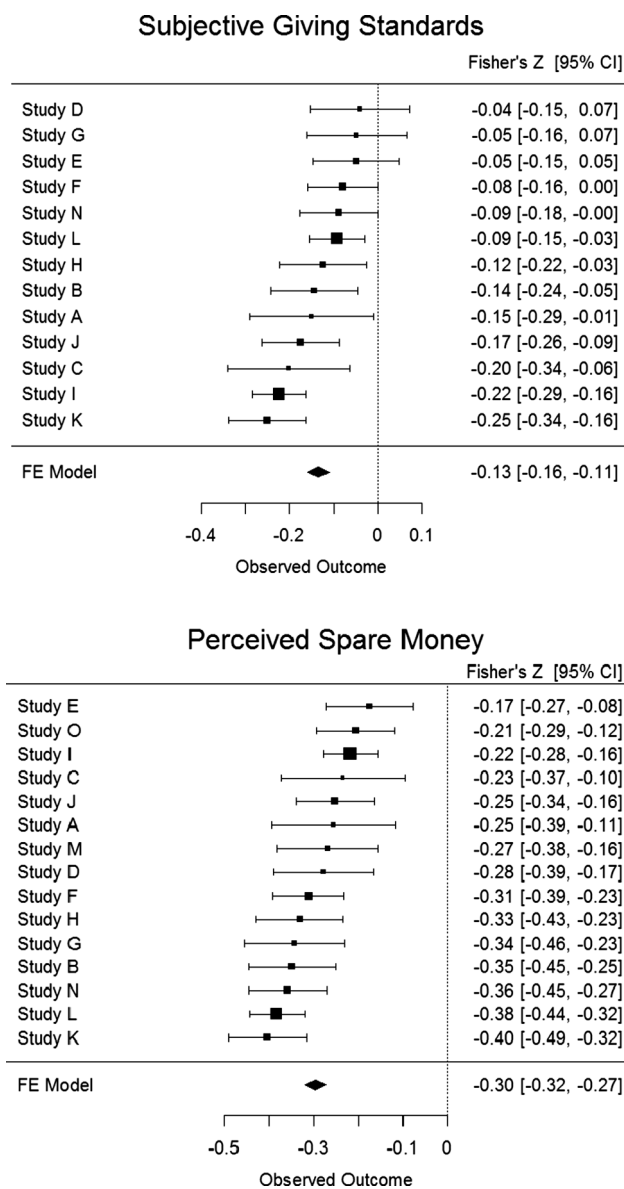 Subjective Giving Standards
Fisher's Z [95% CI]
Study D -0.04 [-0.15, 0.07]
Study G -0.05 [-0.16, 0.07]
Study E -0.05 [-0.15, 0.05]
Study F -0.08 [-0.16, 0.00]
Study N -0.09 [-0.18, -0.00]
Study L -0.09 [-0.15, -0.03]
Study H -0.12 [-0.22, -0.03]
Study B -0.14 [-0.24, -0.05]
Study A -0.15 [-0.29, -0.01]
Study J -0.17 [-0.26, -0.09]
Study C -0.20 [-0.34, -0.06]
Study I -0.22 [-0.29, -0.16]
Study K -0.25 [-0.34, -0.16]
FE Model -0.13 [-0.16, -0.11]
-0.4 -0.2 0 0.1
Observed Outcome
Perceived Spare Money
Fisher's Z [95% CI]
Study E -0.17 [-0.27, -0.08]
Study O -0.21 [-0.29, -0.12]
Study I -0.22 [-0.28, -0.16]
Study C -0.23 [-0.37, -0.10]
Study J -0.25 [-0.34, -0.16]
Study A -0.25 [-0.39, -0.11]
Study M -0.27 [-0.38, -0.16]
Study D -0.28 [-0.39, -0.17]
Study F -0.31 [-0.39, -0.23]
Study H -0.33 [-0.43, -0.23]
Study G -0.34 [-0.46, -0.23]
Study B -0.35 [-0.45, -0.25]
Study N -0.36 [-0.45, -0.27]
Study L -0.38 [-0.44, -0.32]
Study K -0.40 [-0.49, -0.32]
FE Model -0.30 [-0.32, -0.27]
-0.5 -0.3 -0.1 0
Observed Outcome